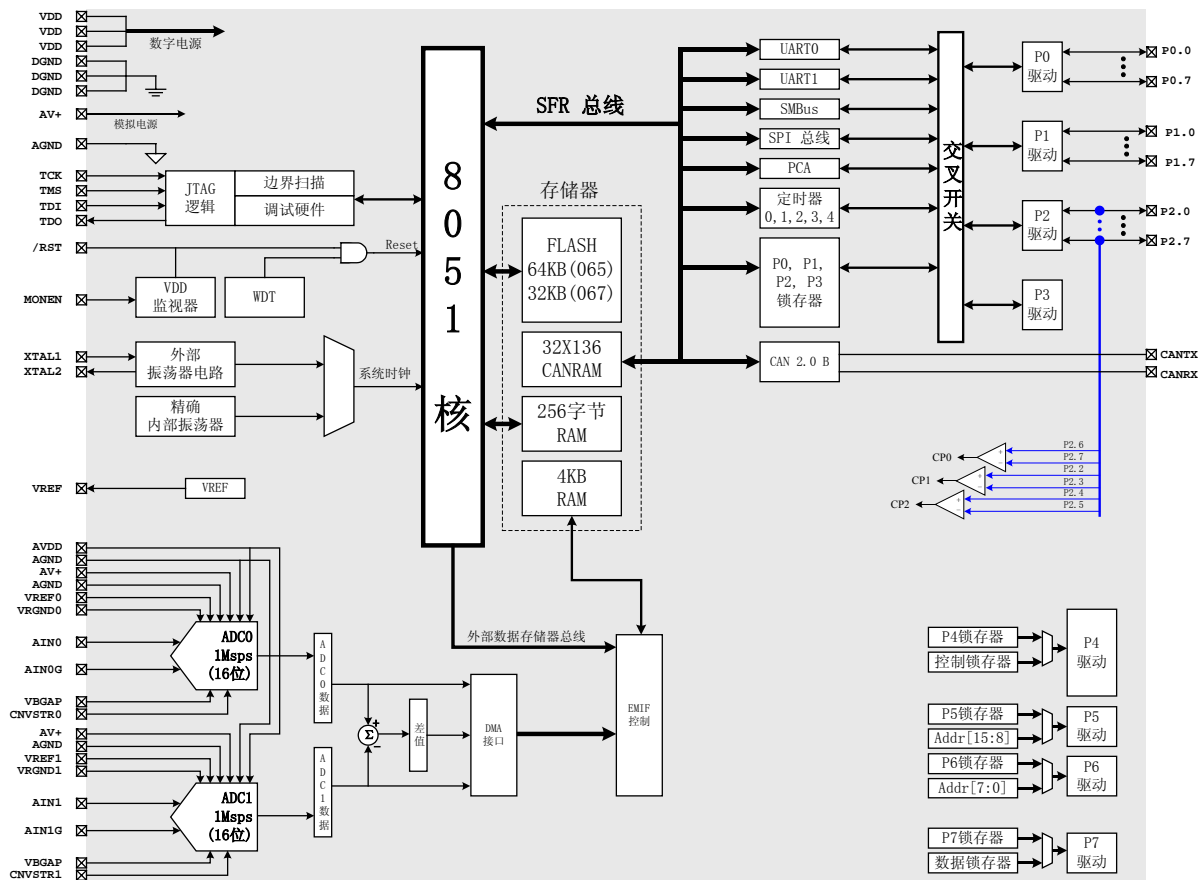 VDD
VDD
VDD
数字电源
DGND
DGND
DGND
AV+
模拟电源
AGND
TCK
TMS
TDI
TDO
JTAG
逻辑
边界扫描
调试硬件
/RST
Reset
MONEN
VDD
监视器
WDT
XTAL1
XTAL2
外部
振荡器电路
系统时钟
精确
内部振荡器
VREF
VREF
8051
核
SFR 总线
存储器
FLASH
64KB(065)
32KB(067)
32X136
CANRAM
256字节
RAM
4KB
RAM
UART0
UART1
SMBus
SPI 总线
PCA
定时器
0,1,2,3,4
P0, P1,
P2, P3
锁存器
CAN 2.0 B
交叉开关
P0
驱动
P1
驱动
P2
驱动
P3
驱动
P0.0
P0.7
P1.0
P1.7
P2.0
P2.7
CANTX
CANRX
CP0
CP1
CP2
+
−
+
−
+
−
P2.6
P2.7
P2.2
P2.3
P2.4
P2.5
AVDD
AGND
AV+
AGND
VREF0
VRGND0
AIN0
AIN0G
VBGAP
CNVSTR0
AV+
AGND
VREF1
VRGND1
AIN1
AIN1G
VBGAP
CNVSTR1
ADC0
1Msps
(16位)
ADC1
1Msps
(16位)
ADC0数据
ADC1数据
+
Σ
−
差值
DMA
接口
外部数据存储器总线
EMIF
控制
P4锁存器
控制锁存器
P4
驱动
P5锁存器
Addr[15:8]
P5
驱动
P6锁存器
Addr[7:0]
P6
驱动
P7锁存器
数据锁存器
P7
驱动